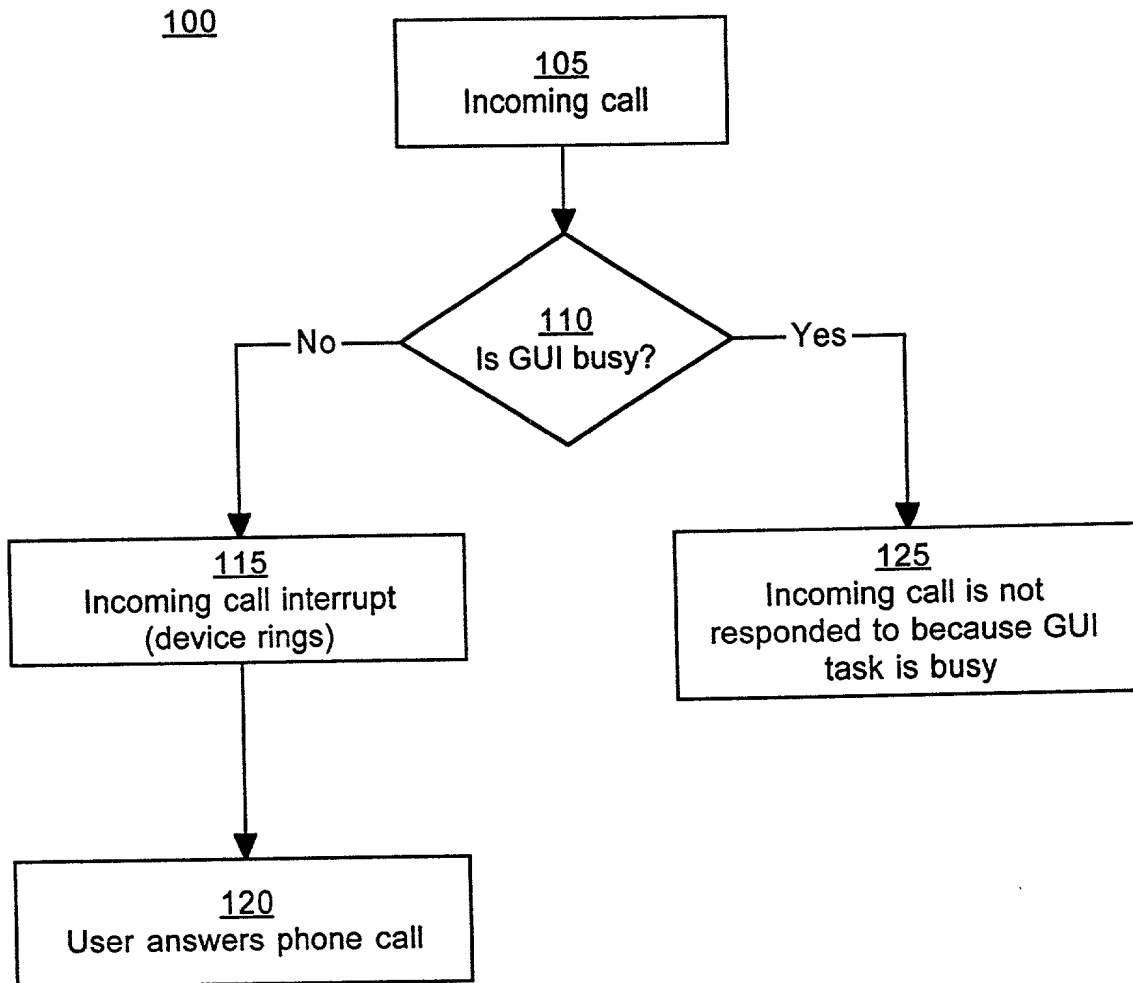 100
105
Incoming call
110
Is GUI busy?
No
Yes
115
Incoming call interrupt
(device rings)
125
Incoming call is not
responded to because GUI
task is busy
120
User answers phone call